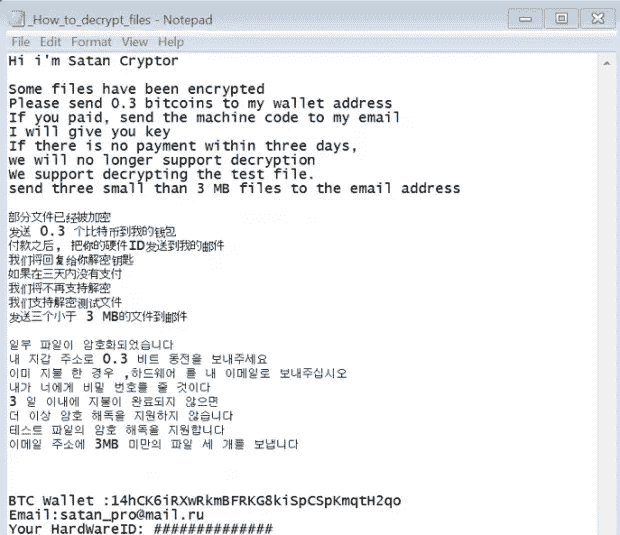 _How_to_decrypt_files - Notepad
File Edit Format View Help
Hi i'm Satan Cryptor
Some files have been encrypted
Please send 0.3 bitcoins to my wallet address
If you paid, send the machine code to my email
I will give you key
If there is no payment within three days,
we will no longer support decryption
We support decrypting the test file.
send three small than 3 MB files to the email address
部分文件已经被加密
发送 0.3 个比特币到我的钱包
付款之后, 把你的硬件ID发送到我的邮件
我们将回复给你解密钥匙
如果在三天内没有支付
我们将不再支持解密
我们支持解密测试文件
发送三个小于 3 MB的文件到邮件
일부 파일이 암호화되었습니다
내 지갑 주소로 0.3 비트 동전을 보내주세요
이미 지불 한 경우 ,하드웨어 를 내 이메일로 보내주십시오
내가 너에게 비밀 번호를 줄 것이다
3 일 이내에 지불이 완료되지 않으면
더 이상 암호 해독을 지원하지 않습니다
테스트 파일의 암호 해독을 지원합니다
이메일 주소에 3MB 미만의 파일 세 개를 보냅니다
BTC Wallet :14hCK6iRXwRkmBFRKG8kiSpCSpKmqtH2qo
Email:satan_pro@mail.ru
Your HardWareID: ##############